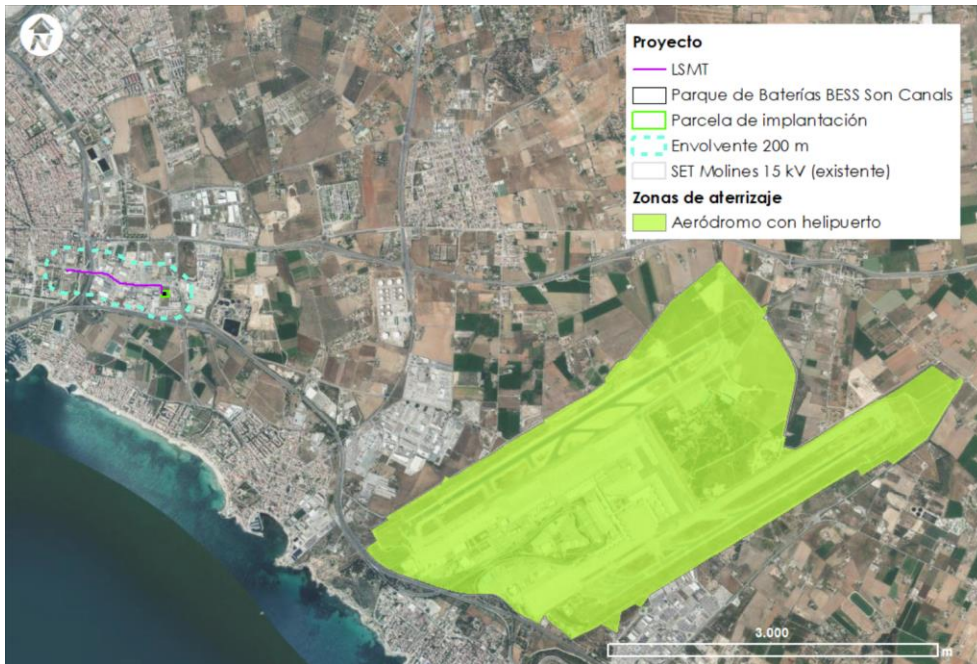 N
Proyecto
LSMT
Parque de Baterías BESS Son Canals
Parcela de implantación
Envolvente 200 m
SET Molines 15 kV (existente)
Zonas de aterrizaje
Aeródromo con helipuerto
3.000
m